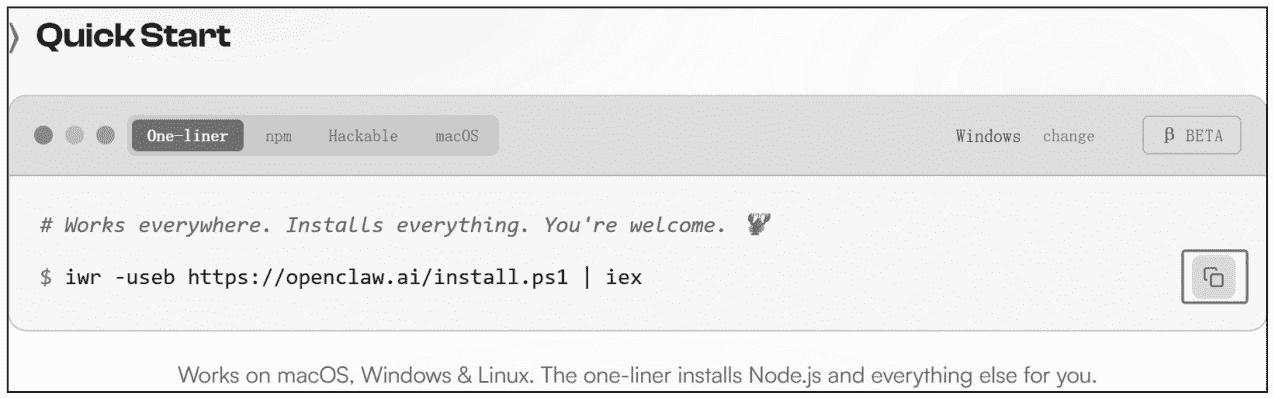 Quick Start
One-liner npm Hackable macOS Windows change β BETA
# Works everywhere. Installs everything. You're welcome. 🦞
$ iwr -useb https://openclaw.ai/install.ps1 | iex
Works on macOS, Windows & Linux. The one-liner installs Node.js and everything else for you.